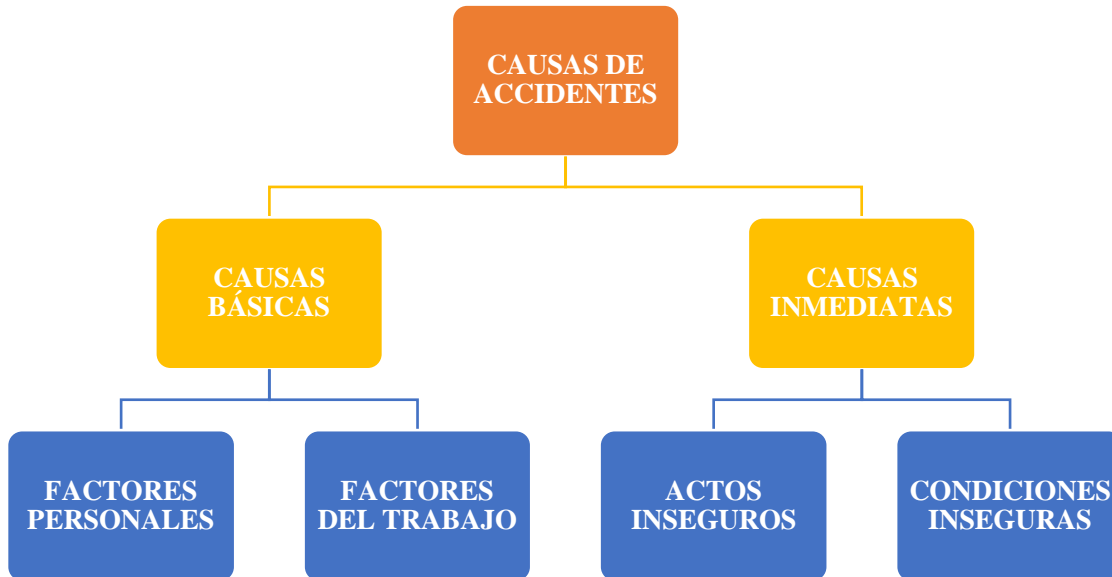 CAUSAS DE
ACCIDENTES
CAUSAS
BÁSICAS
CAUSAS
INMEDIATAS
FACTORES
PERSONALES
FACTORES
DEL TRABAJO
ACTOS
INSEGUROS
CONDICIONES
INSEGURAS